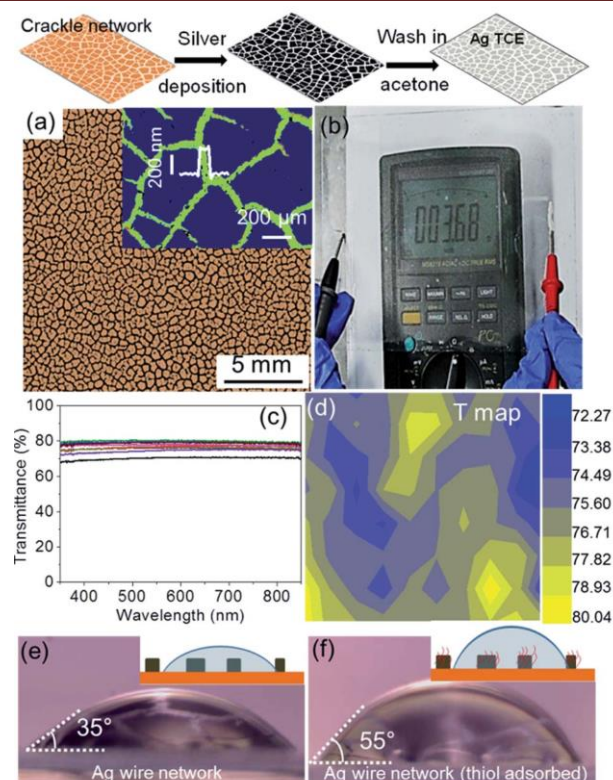 Crackle network
Silver
deposition
Wash in
acetone
Ag TCE
(a)
200 nm
200 µm
5 mm
(b)
003.68
(c)
Transmittance (%)
100
80
60
40
20
0
400
500
600
700
800
Wavelength (nm)
(d)
T map
72.27
73.38
74.49
75.60
76.71
77.82
78.93
80.04
(e)
35°
Ag wire network
(f)
55°
Ag wire network (thiol adsorbed)